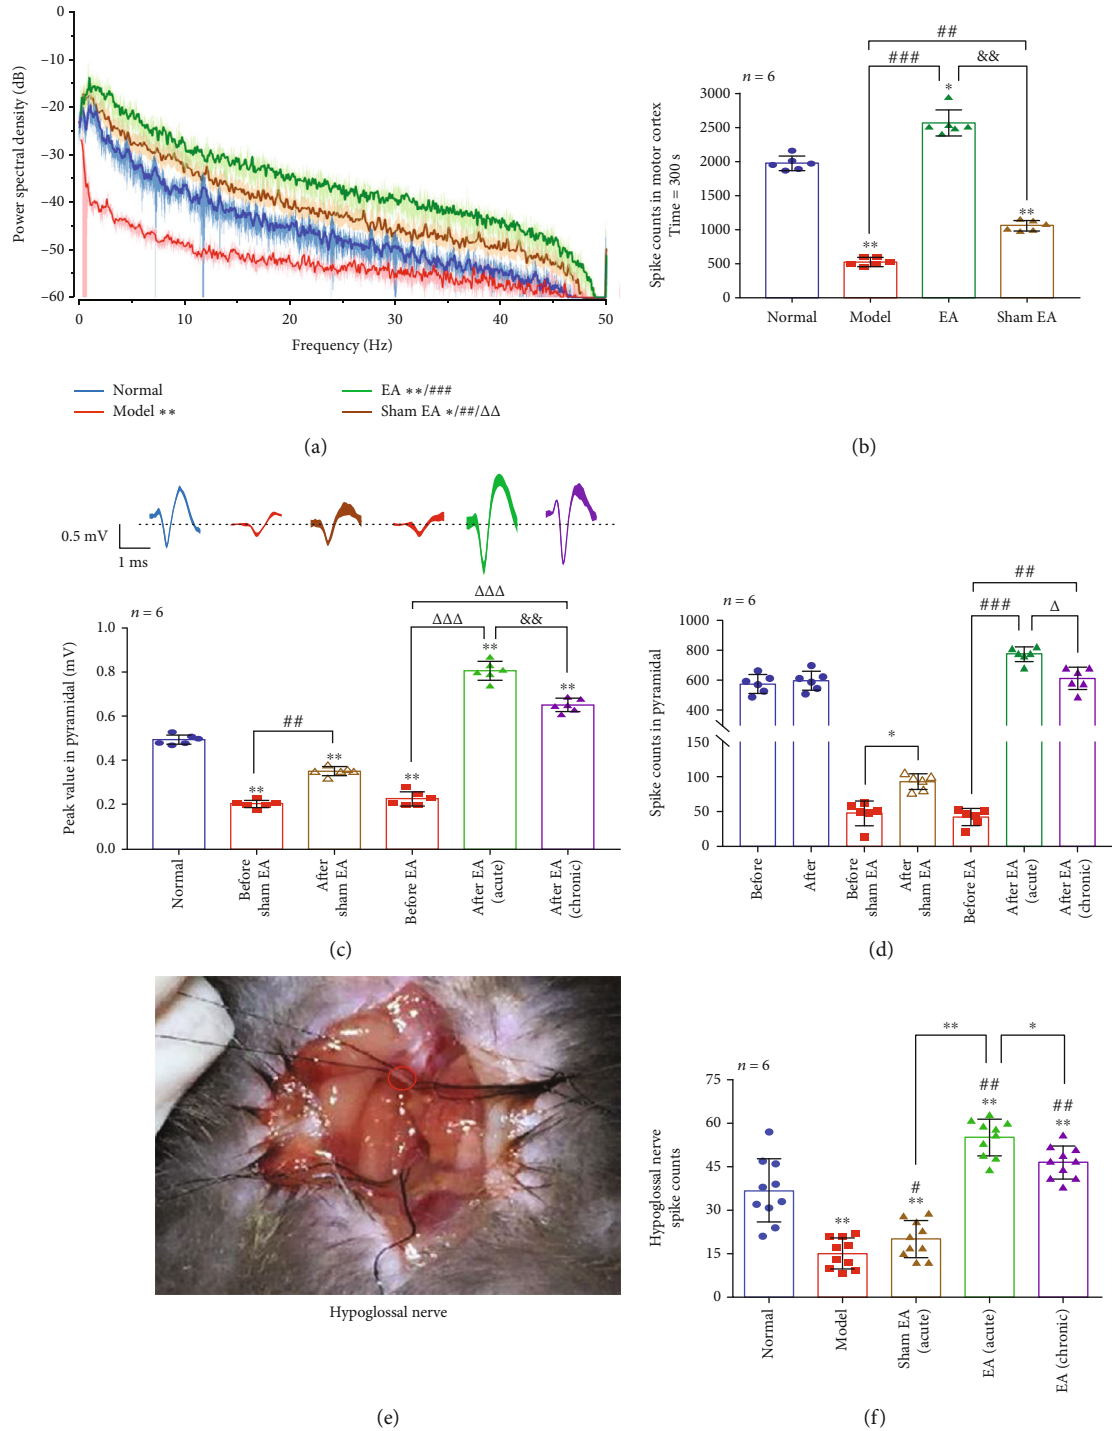 0
−10
−20
−30
−40
−50
−60
Power spectral density (dB)
0 10 20 30 40 50
Frequency (Hz)
Normal
Model ∗∗
EA ∗∗/###
Sham EA ∗/##/ΔΔ
(a)
##
### &&
n = 6
∗
∗∗
∗∗
3000
2500
2000
1500
1000
500
0
Spike counts in motor cortex
Time = 300 s
Normal Model EA Sham EA
(b)
0.5 mV
1 ms
n = 6
ΔΔΔ
ΔΔΔ &&
##
∗∗
∗∗
∗∗
∗∗
∗∗
1.0
0.8
0.6
0.4
0.2
0.0
Peak value in pyramidal (mV)
Normal
Before
sham EA
After
sham EA
Before EA
After EA
(acute)
After EA
(chronic)
(c)
n = 6
##
### Δ
∗
1000
800
600
400
150
100
50
0
Spike counts in pyramidal
Before
After
Before
sham EA
After
sham EA
Before EA
After EA
(acute)
After EA
(chronic)
(d)
Hypoglossal nerve
(e)
n = 6
∗∗ ∗
##
∗∗
##
∗∗
#
∗∗
∗∗
75
60
45
30
15
0
Hypoglossal nerve
spike counts
Normal
Model
Sham EA
(acute)
EA (acute)
EA (chronic)
(f)